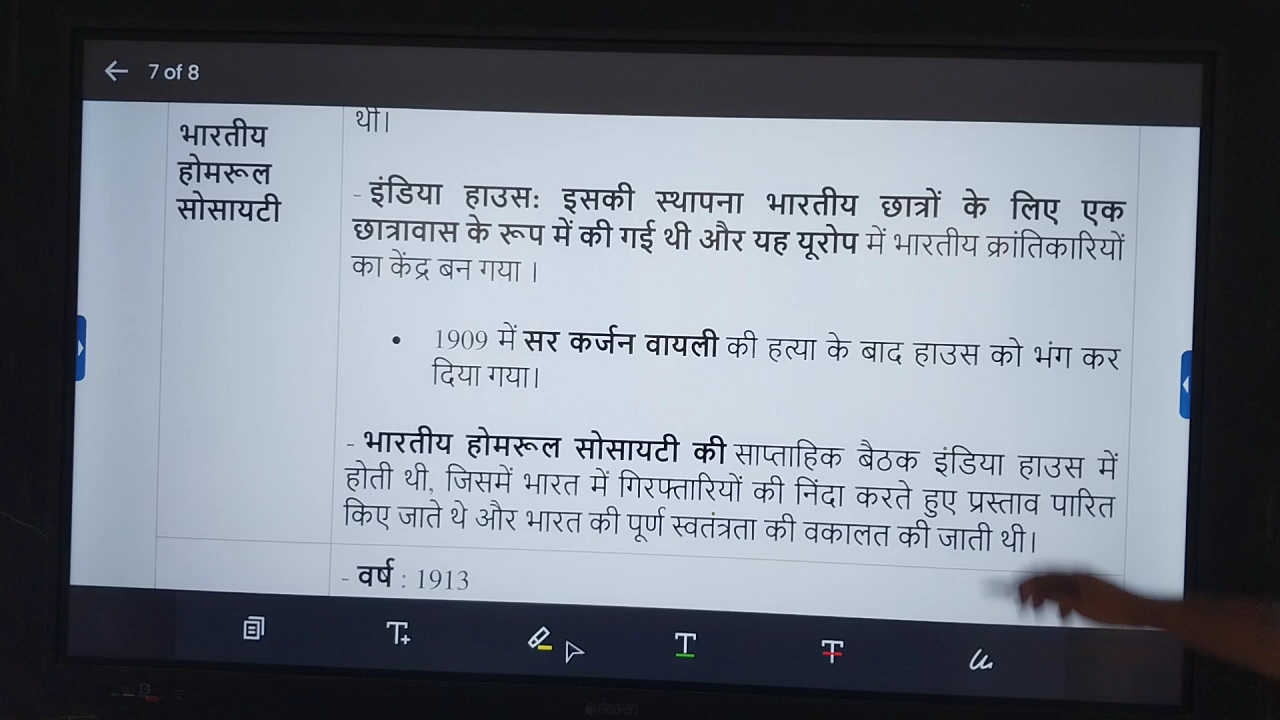 7 of 8
भारतीय
होमरूल
सोसायटी
थी।
- इंडिया हाउस: इसकी स्थापना भारतीय छात्रों के लिए एक
छात्रावास के रूप में की गई थी और यह यूरोप में भारतीय क्रांतिकारियों
का केंद्र बन गया ।
• 1909 में सर कर्जन वायली की हत्या के बाद हाउस को भंग कर
दिया गया।
- भारतीय होमरूल सोसायटी की साप्ताहिक बैठक इंडिया हाउस में
होती थी, जिसमें भारत में गिरफ्तारियों की निंदा करते हुए प्रस्ताव पारित
किए जाते थे और भारत की पूर्ण स्वतंत्रता की वकालत की जाती थी।
- वर्ष : 1913